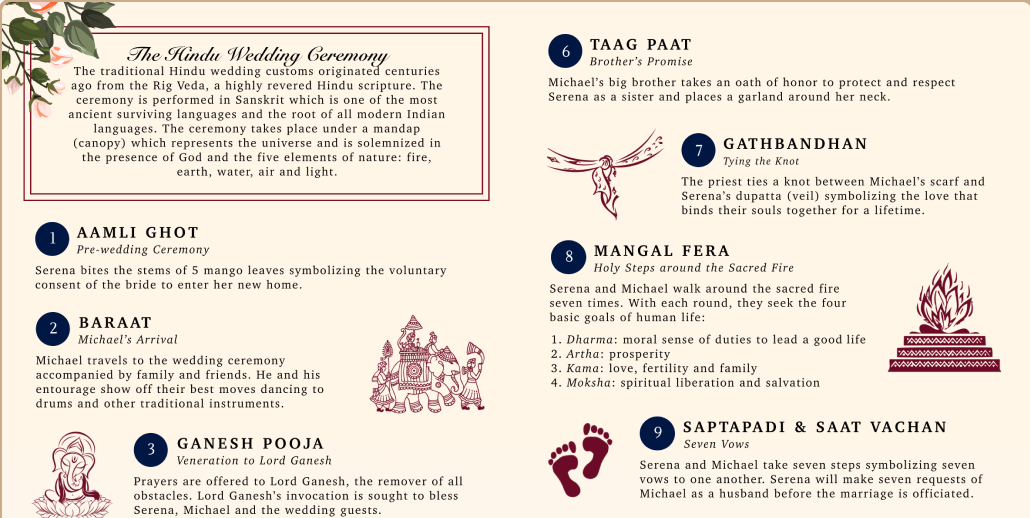 The Hindu Wedding Ceremony
The traditional Hindu wedding customs originated centuries
ago from the Rig Veda, a highly revered Hindu scripture. The
ceremony is performed in Sanskrit which is one of the most
ancient surviving languages and the root of all modern Indian
languages. The ceremony takes place under a mandap
(canopy) which represents the universe and is solemnized in
the presence of God and the five elements of nature: fire,
earth, water, air and light.
1 AAMLI GHOT
Pre-wedding Ceremony
Serena bites the stems of 5 mango leaves symbolizing the voluntary
consent of the bride to enter her new home.
2 BARAAT
Michael's Arrival
Michael travels to the wedding ceremony
accompanied by family and friends. He and his
entourage show off their best moves dancing to
drums and other traditional instruments.
3 GANESH POOJA
Veneration to Lord Ganesh
Prayers are offered to Lord Ganesh, the remover of all
obstacles. Lord Ganesh's invocation is sought to bless
Serena, Michael and the wedding guests.
6 TAAG PAAT
Brother's Promise
Michael's big brother takes an oath of honor to protect and respect
Serena as a sister and places a garland around her neck.
7 GATHBANDHAN
Tying the Knot
The priest ties a knot between Michael's scarf and
Serena's dupatta (veil) symbolizing the love that
binds their souls together for a lifetime.
8 MANGAL FERA
Holy Steps around the Sacred Fire
Serena and Michael walk around the sacred fire
seven times. With each round, they seek the four
basic goals of human life:
1. Dharma: moral sense of duties to lead a good life
2. Artha: prosperity
3. Kama: love, fertility and family
4. Moksha: spiritual liberation and salvation
9 SAPTAPADI & SAAT VACHAN
Seven Vows
Serena and Michael take seven steps symbolizing seven
vows to one another. Serena will make seven requests of
Michael as a husband before the marriage is officiated.